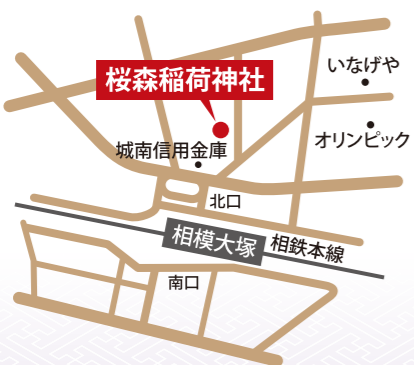 いなげや
桜森稲荷神社
オリンピック
城南信用金庫
北口
相模大塚
相鉄本線
南口